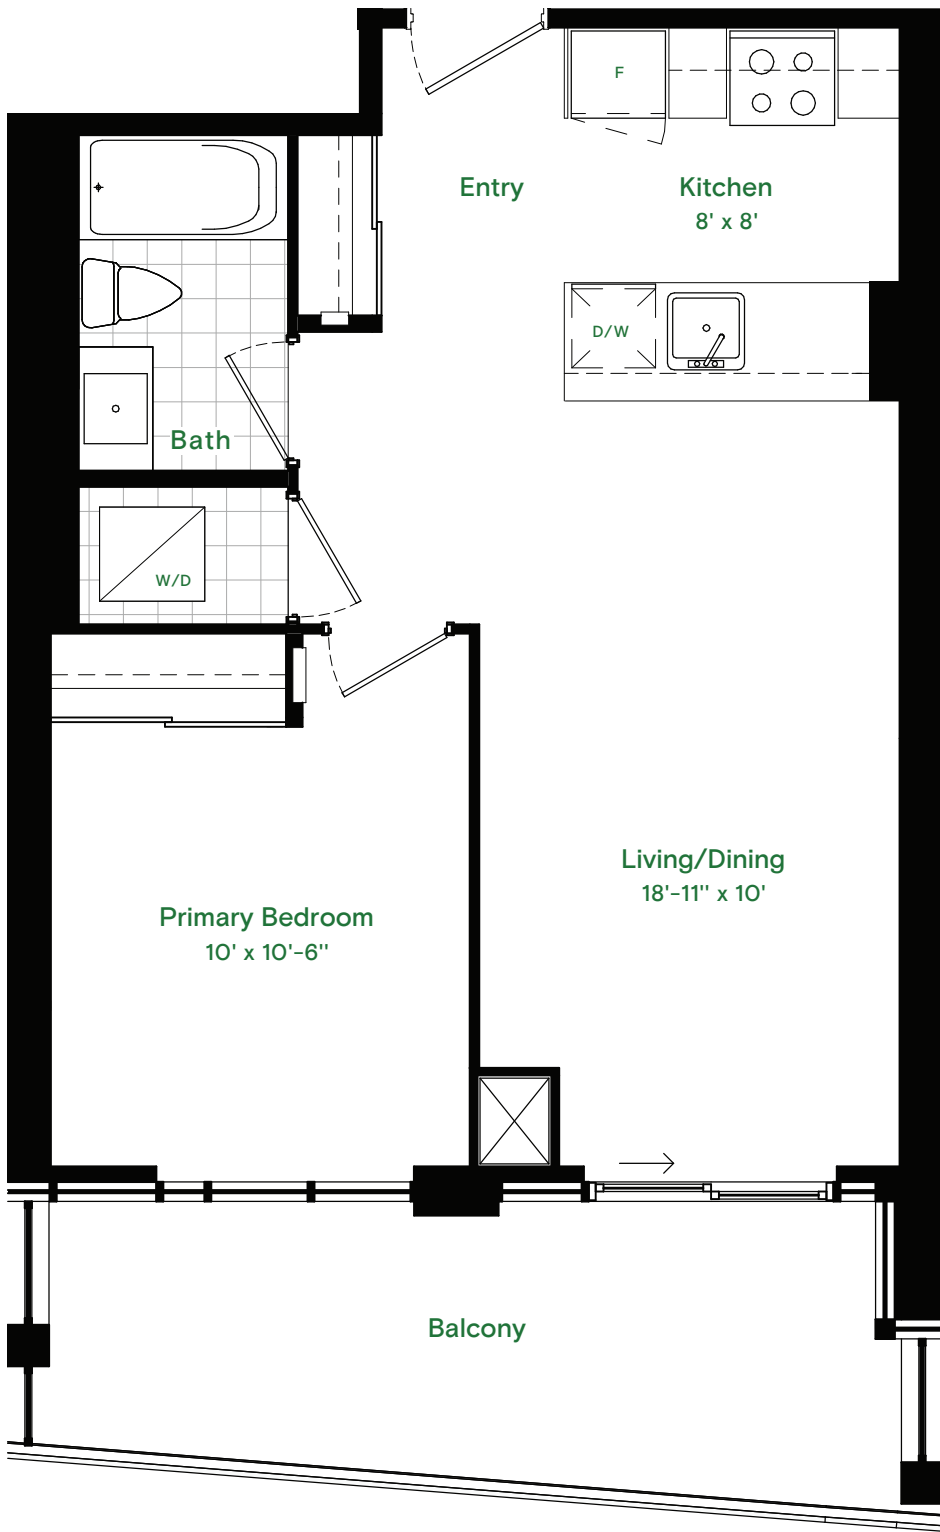 F
Entry
Kitchen
8' x 8'
D/W
Bath
W/D
Living/Dining
18'-11'' x 10'
Primary Bedroom
10' x 10'-6''
Balcony